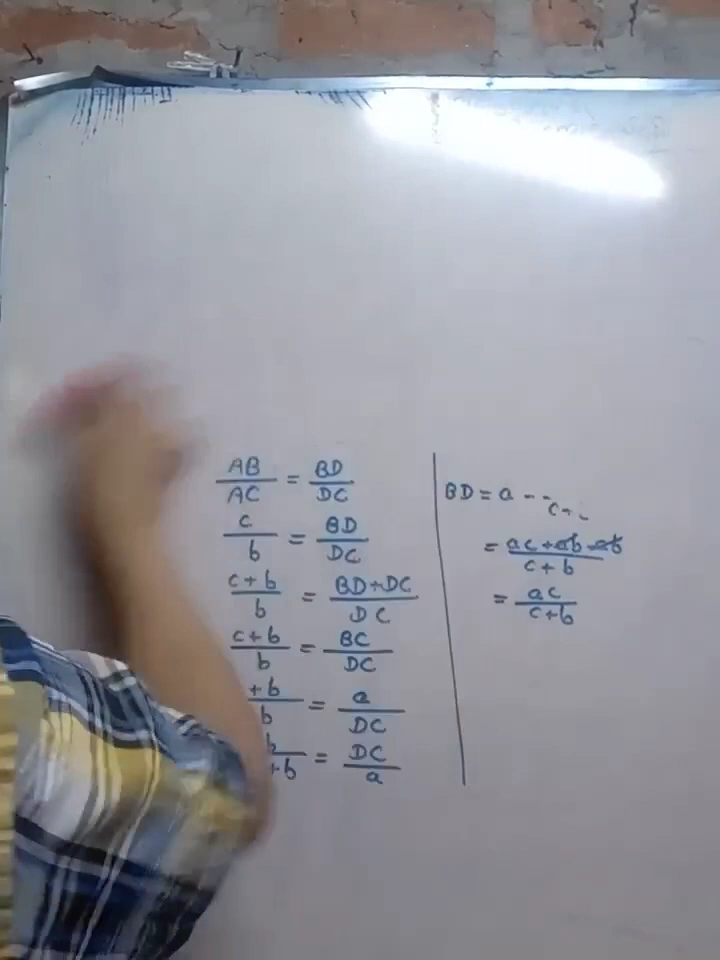 AB/AC = BD/DC
c/b = BD/DC
c+b/b = BD+DC/DC
c+b/b = BC/DC
+b/b = a/DC
b/+b = DC/a
BD = a - c+
= ac+ab-ab/c+b
= ac/c+b